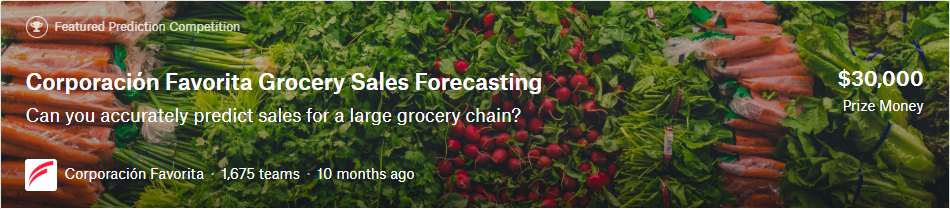 Featured Prediction Competition
Corporación Favorita Grocery Sales Forecasting
$30,000
Can you accurately predict sales for a large grocery chain?
Prize Money
Corporación Favorita · 1,675 teams · 10 months ago